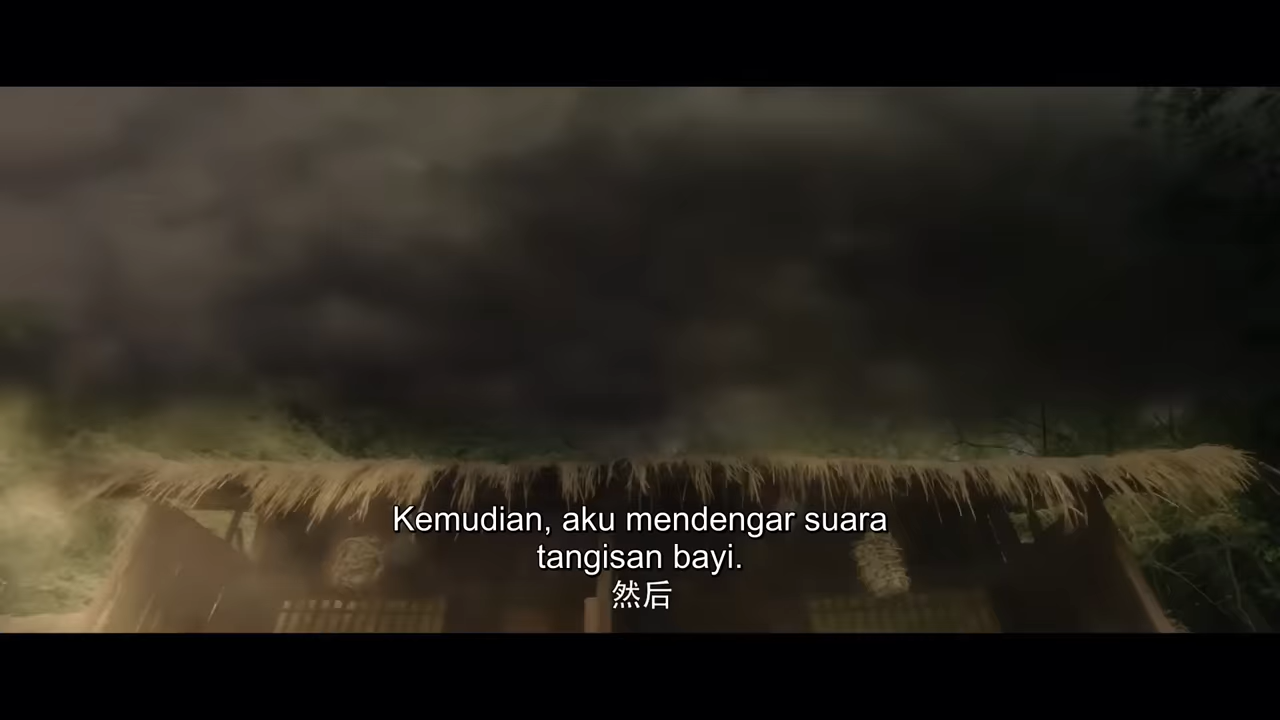 Kemudian, aku mendengar suara
tangisan bayi.
然后